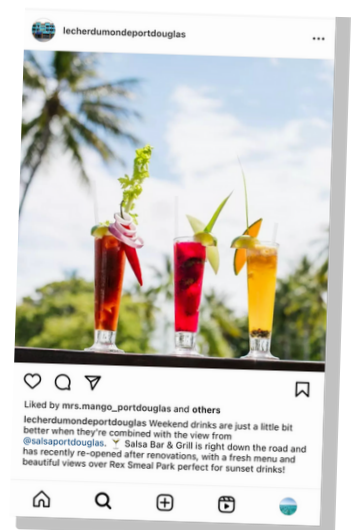 lecherdumondeportdouglas
Liked by mrs.mango_portdouglas and others
lecherdumondeportdouglas Weekend drinks are just a little bit
better when they're combined with the view from
@salsaportdouglas. 🍸 Salsa Bar & Grill is right down the road and
has recently re-opened after renovations, with a fresh menu and
beautiful views over Rex Smeal Park perfect for sunset drinks!